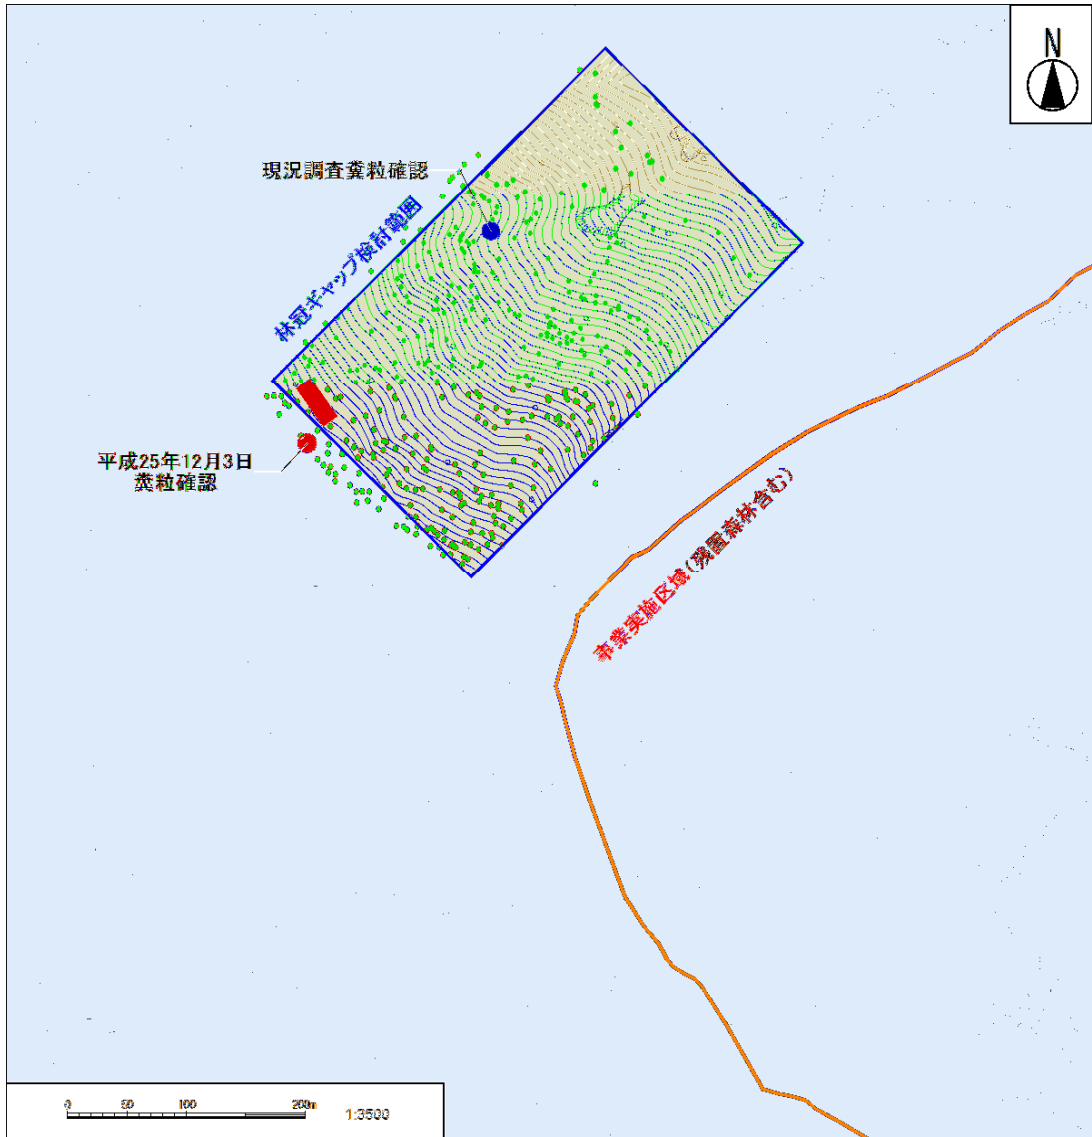 N
現況調査糞粒確認
林冠ギャップ検討範囲
平成25年12月3日
糞粒確認
事業実施区域(残置森林含む)
0 50 100 200m
1:3500